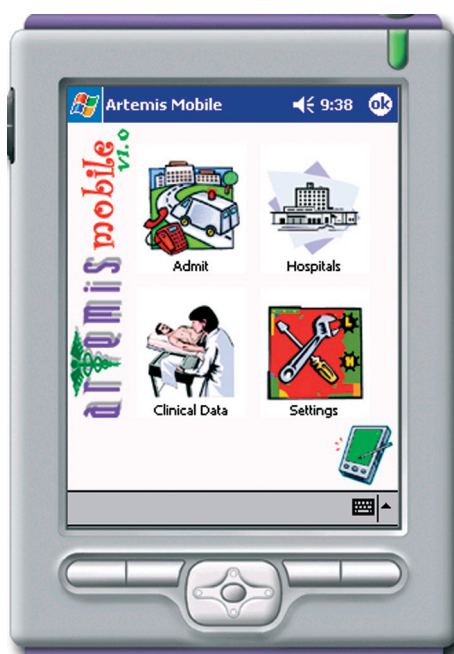 Artemis Mobile 9:38 ok
artemis mobile v1.0
Admit Hospitals
Clinical Data Settings